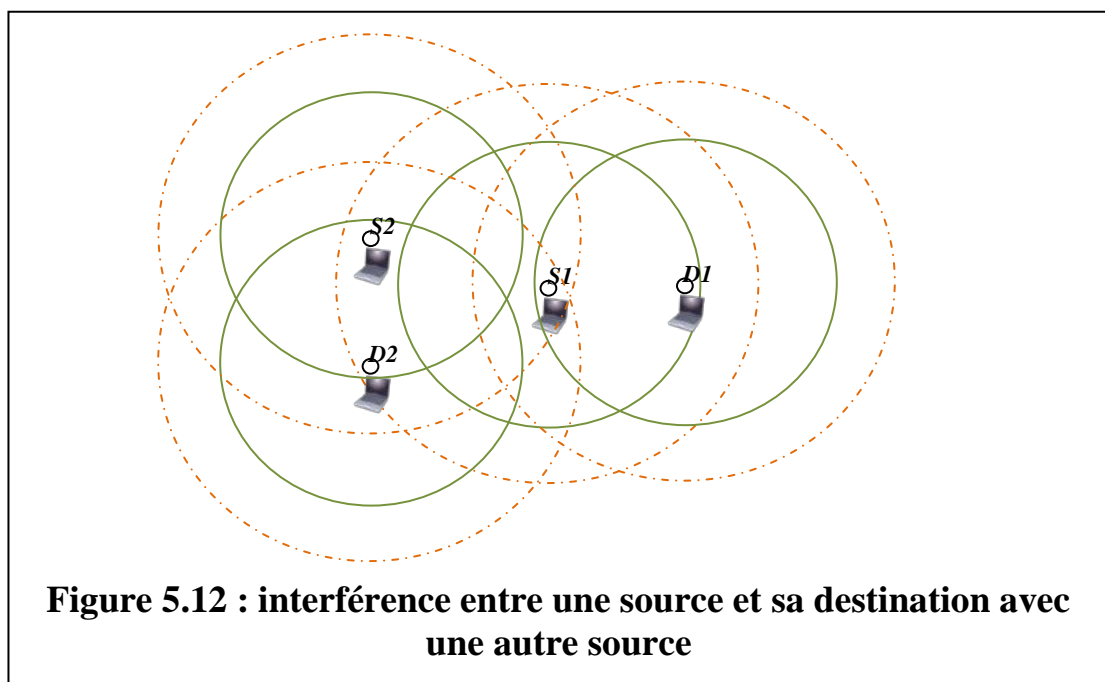 S2
S1
D1
D2
Figure 5.12 : interférence entre une source et sa destination avec
une autre source